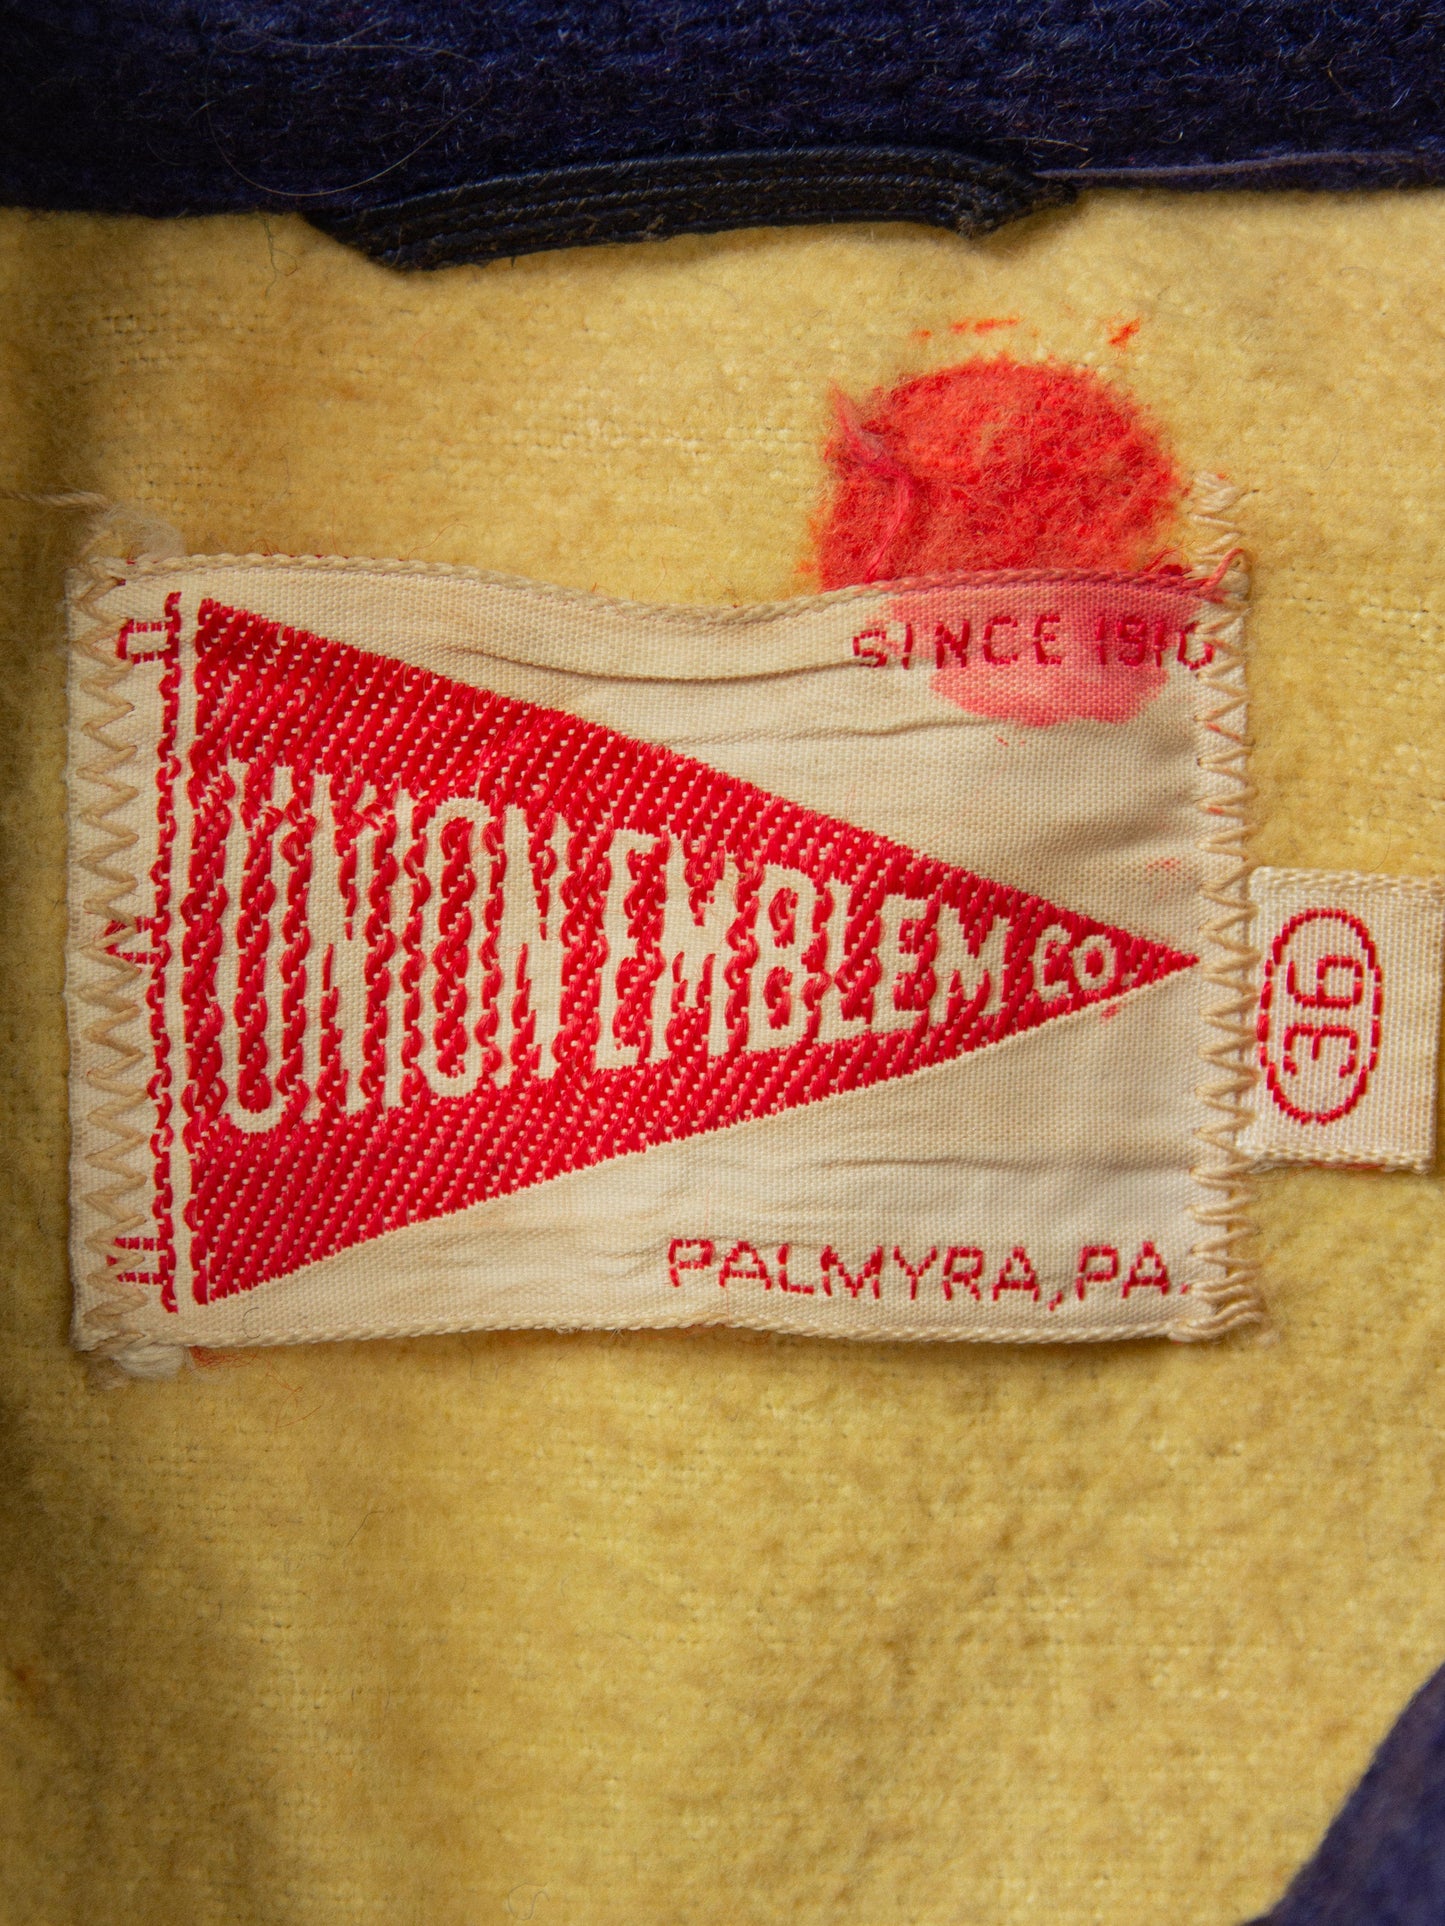 SINCE 1910
UNION EMBLEM CO
PALMYRA, PA.
36